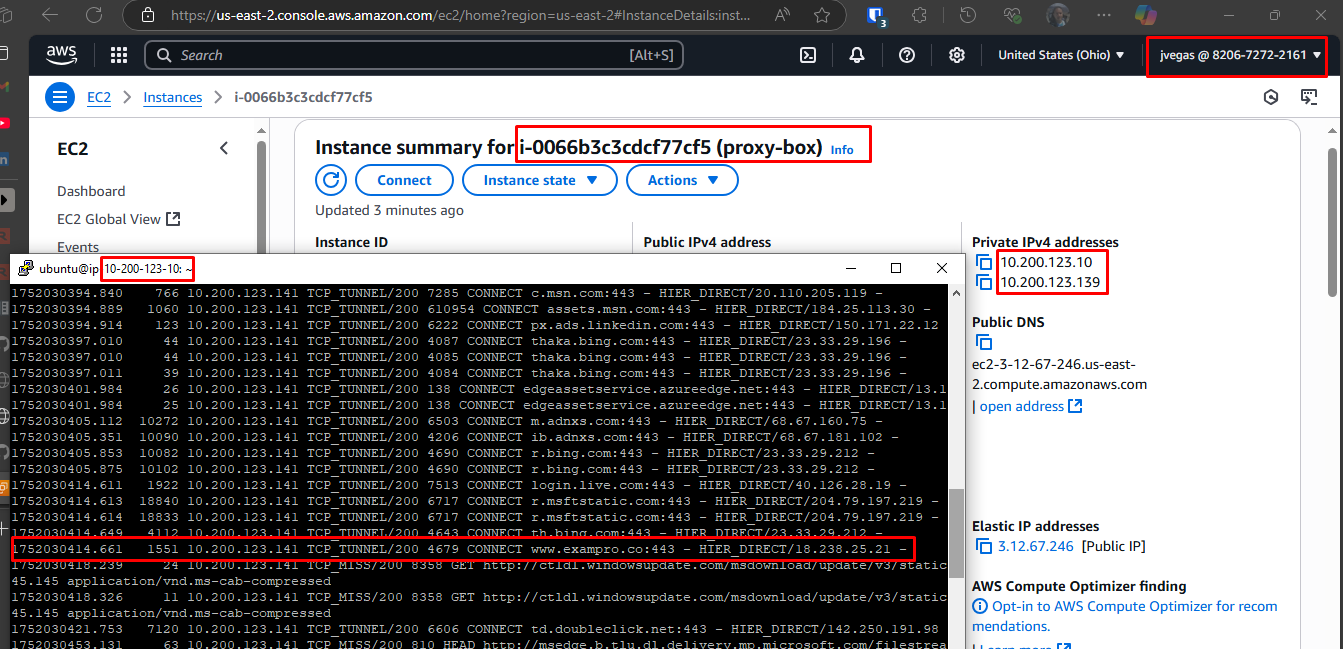 https://us-east-2.console.aws.amazon.com/ec2/home?region=us-east-2#InstanceDetails:inst...
3
aws
Search
[Alt+S]
United States (Ohio)
jvegas @ 8206-7272-2161
EC2 > Instances > i-0066b3c3cdcf77cf5
EC2
Dashboard
EC2 Global View
Events
Instance summary for i-0066b3c3cdcf77cf5 (proxy-box) Info
Connect
Instance state
Actions
Updated 3 minutes ago
Instance ID
Public IPv4 address
Private IPv4 addresses
10.200.123.10
10.200.123.139
Public DNS
ec2-3-12-67-246.us-east-
2.compute.amazonaws.com
| open address
Elastic IP addresses
3.12.67.246 [Public IP]
AWS Compute Optimizer finding
Opt-in to AWS Compute Optimizer for recom
mendations.
| Learn more
ubuntu@ip 10-200-123-10: ~
1752030394.840 766 10.200.123.141 TCP_TUNNEL/200 7285 CONNECT c.msn.com:443 - HIER_DIRECT/20.110.205.119 -
1752030394.889 1060 10.200.123.141 TCP_TUNNEL/200 610954 CONNECT assets.msn.com:443 - HIER_DIRECT/184.25.113.30 -
1752030394.914 123 10.200.123.141 TCP_TUNNEL/200 6222 CONNECT px.ads.linkedin.com:443 - HIER_DIRECT/150.171.22.12
1752030397.010 44 10.200.123.141 TCP_TUNNEL/200 4087 CONNECT thaka.bing.com:443 - HIER_DIRECT/23.33.29.196 -
1752030397.010 44 10.200.123.141 TCP_TUNNEL/200 4085 CONNECT thaka.bing.com:443 - HIER_DIRECT/23.33.29.196 -
1752030397.011 39 10.200.123.141 TCP_TUNNEL/200 4084 CONNECT thaka.bing.com:443 - HIER_DIRECT/23.33.29.196 -
1752030401.984 26 10.200.123.141 TCP_TUNNEL/200 138 CONNECT edgeassetservice.azureedge.net:443 - HIER_DIRECT/13.1
1752030401.984 25 10.200.123.141 TCP_TUNNEL/200 138 CONNECT edgeassetservice.azureedge.net:443 - HIER_DIRECT/13.1
1752030405.112 10272 10.200.123.141 TCP_TUNNEL/200 6503 CONNECT m.adnxs.com:443 - HIER_DIRECT/68.67.160.75 -
1752030405.351 10090 10.200.123.141 TCP_TUNNEL/200 4206 CONNECT ib.adnxs.com:443 - HIER_DIRECT/68.67.181.102 -
1752030405.853 10082 10.200.123.141 TCP_TUNNEL/200 4690 CONNECT r.bing.com:443 - HIER_DIRECT/23.33.29.212 -
1752030405.875 10102 10.200.123.141 TCP_TUNNEL/200 4690 CONNECT r.bing.com:443 - HIER_DIRECT/23.33.29.212 -
1752030414.611 1922 10.200.123.141 TCP_TUNNEL/200 7513 CONNECT login.live.com:443 - HIER_DIRECT/40.126.28.19 -
1752030414.613 18840 10.200.123.141 TCP_TUNNEL/200 6717 CONNECT r.msftstatic.com:443 - HIER_DIRECT/204.79.197.219 -
1752030414.614 18833 10.200.123.141 TCP_TUNNEL/200 6717 CONNECT r.msftstatic.com:443 - HIER_DIRECT/204.79.197.219 -
1752030414.649 4112 10.200.123.141 TCP_TUNNEL/200 4643 CONNECT th.bing.com:443 - HIER_DIRECT/23.33.29.212 -
1752030414.661 1551 10.200.123.141 TCP_TUNNEL/200 4679 CONNECT www.exampro.co:443 - HIER_DIRECT/18.238.25.21 -
1752030418.239 24 10.200.123.141 TCP_MISS/200 8358 GET http://ctldl.windowsupdate.com/msdownload/update/v3/static
45.145 application/vnd.ms-cab-compressed
1752030418.326 11 10.200.123.141 TCP_MISS/200 8358 GET http://ctldl.windowsupdate.com/msdownload/update/v3/static
45.145 application/vnd.ms-cab-compressed
1752030421.753 7120 10.200.123.141 TCP_TUNNEL/200 6606 CONNECT td.doubleclick.net:443 - HIER_DIRECT/142.250.191.98
1752030453.131 63 10.200.123.141 TCP_MISS/200 810 HEAD http://msedge.b.tlu.dl.delivery.mp.microsoft.com/filestrea